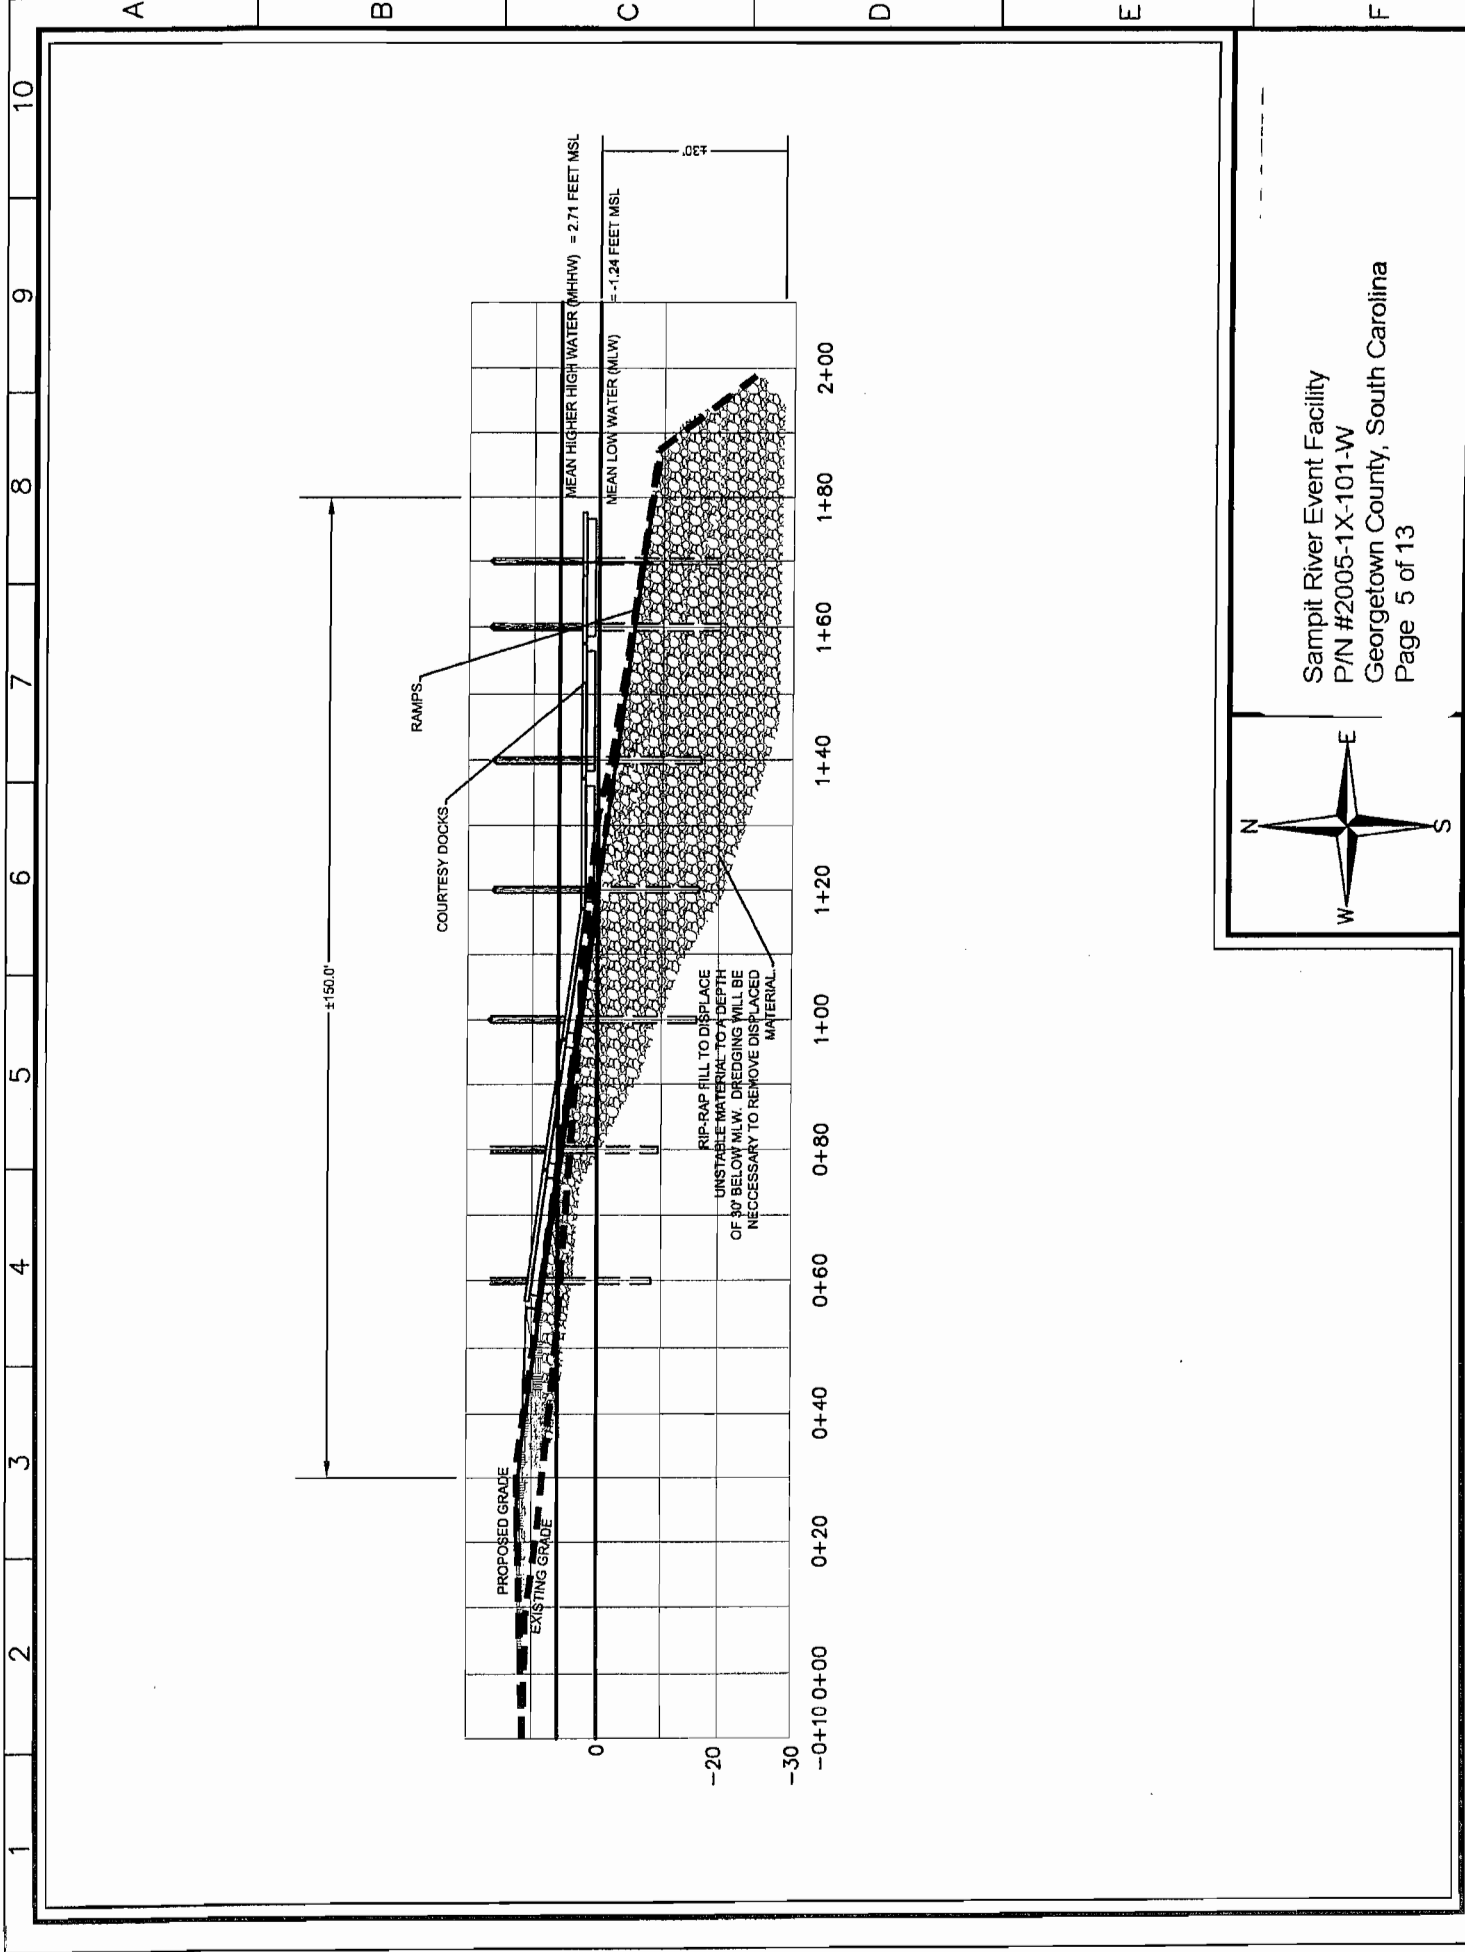 1 2 3 4 5 6 7 8 9 10
A
B
C
D
E
F
±150.0'
RAMPS
COURTESY DOCKS
PROPOSED GRADE
EXISTING GRADE
MEAN HIGHER HIGH WATER (MHHW) = 2.71 FEET MSL
MEAN LOW WATER (MLW) = -1.24 FEET MSL
±30'
RIP-RAP FILL TO DISPLACE
UNSTABLE MATERIAL TO A DEPTH
OF 30' BELOW MLW. DREDGING WILL BE
NECCESSARY TO REMOVE DISPLACED
MATERIAL.
0
-20
-30
-0+10 0+00 0+20 0+40 0+60 0+80 1+00 1+20 1+40 1+60 1+80 2+00
N
W E
S
Sampit River Event Facility
P/N #2005-1X-101-W
Georgetown County, South Carolina
Page 5 of 13